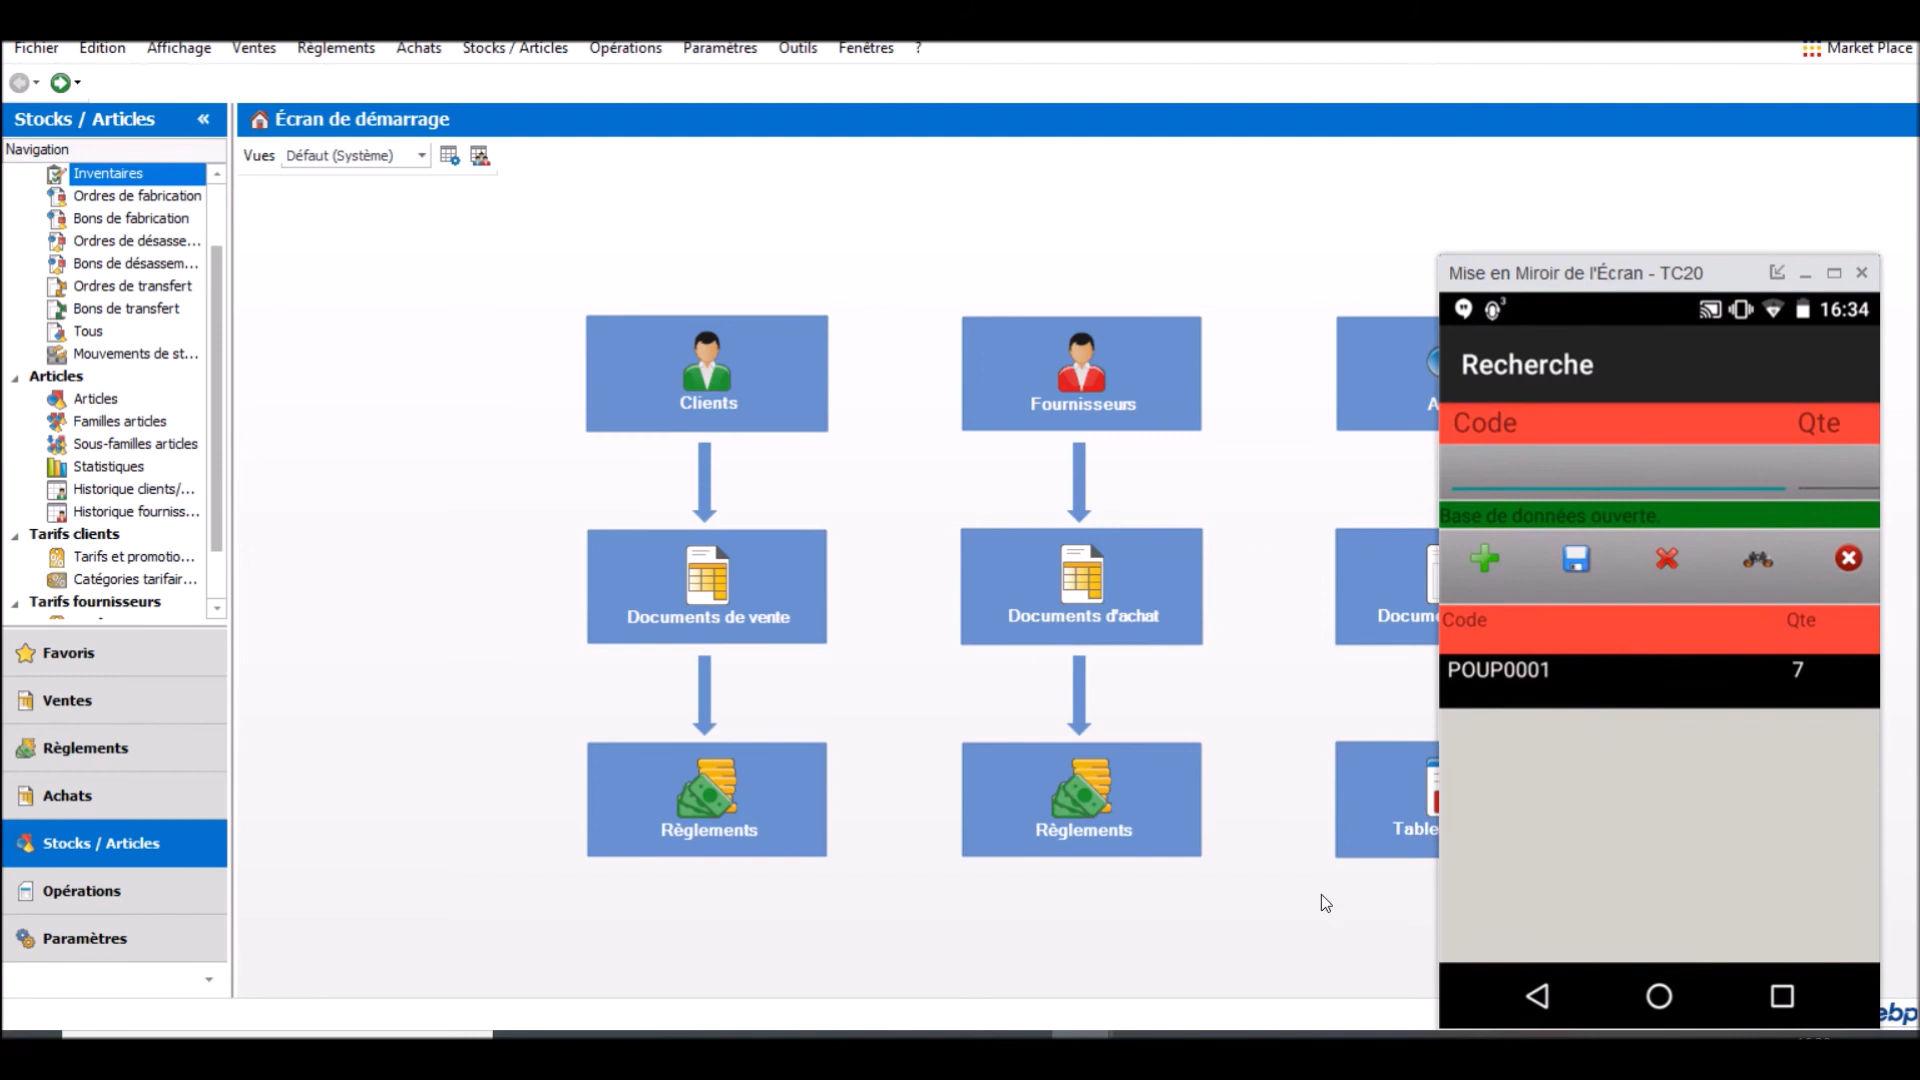 Fichier Edition Affichage Ventes Règlements Achats Stocks / Articles Opérations Paramètres Outils Fenêtres ? Market Place
Stocks / Articles «
Navigation
Inventaires
Ordres de fabrication
Bons de fabrication
Ordres de désasse...
Bons de désassem...
Ordres de transfert
Bons de transfert
Tous
Mouvements de st...
Articles
Articles
Familles articles
Sous-familles articles
Statistiques
Historique clients/...
Historique fourniss...
Tarifs clients
Tarifs et promotio...
Catégories tarifair...
Tarifs fournisseurs
Favoris
Ventes
Règlements
Achats
Stocks / Articles
Opérations
Paramètres
Écran de démarrage
Vues Défaut (Système)
Clients
Fournisseurs
A
Documents de vente
Documents d'achat
Docume
Règlements
Règlements
Table
Mise en Miroir de l'Écran - TC20
3 16:34
Recherche
Code Qte
Base de données ouverte.
Code Qte
POUP0001 7
ebp